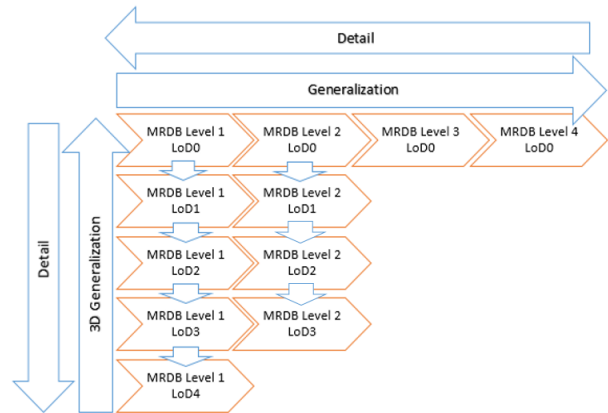 Detail
Generalization
MRDB Level 1
LoD0
MRDB Level 2
LoD0
MRDB Level 3
LoD0
MRDB Level 4
LoD0
MRDB Level 1
LoD1
MRDB Level 2
LoD1
MRDB Level 1
LoD2
MRDB Level 2
LoD2
MRDB Level 1
LoD3
MRDB Level 2
LoD3
MRDB Level 1
LoD4
Detail
3D Generalization